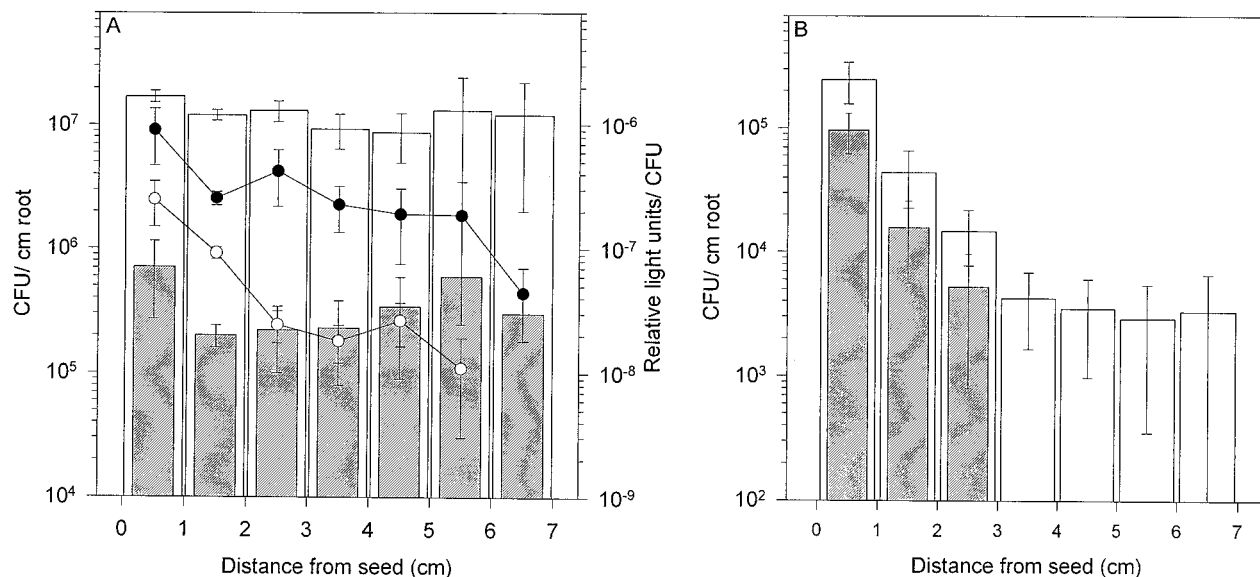 A
10⁷
10⁶
10⁵
10⁴
CFU/ cm root
10⁻⁶
10⁻⁷
10⁻⁸
10⁻⁹
Relative light units/ CFU
0 1 2 3 4 5 6 7
Distance from seed (cm)
B
10⁵
10⁴
10³
10²
CFU/ cm root
0 1 2 3 4 5 6 7
Distance from seed (cm)